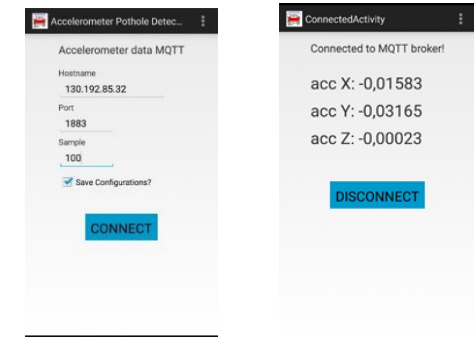 Accelerometer Pothole Detec...
Accelerometer data MQTT
Hostname
130.192.85.32
Port
1883
Sample
100
Save Configurations?
CONNECT
ConnectedActivity
Connected to MQTT broker!
acc X: -0,01583
acc Y: -0,03165
acc Z: -0,00023
DISCONNECT